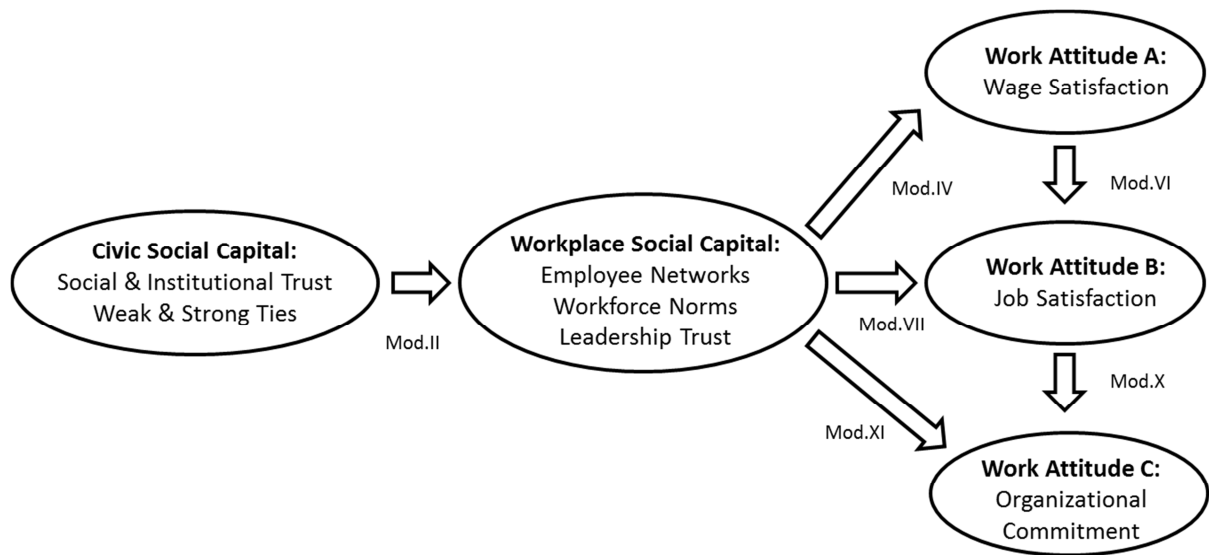 Civic Social Capital:
Social & Institutional Trust
Weak & Strong Ties
Mod.II
Workplace Social Capital:
Employee Networks
Workforce Norms
Leadership Trust
Mod.IV
Mod.VII
Mod.XI
Work Attitude A:
Wage Satisfaction
Mod.VI
Work Attitude B:
Job Satisfaction
Mod.X
Work Attitude C:
Organizational
Commitment